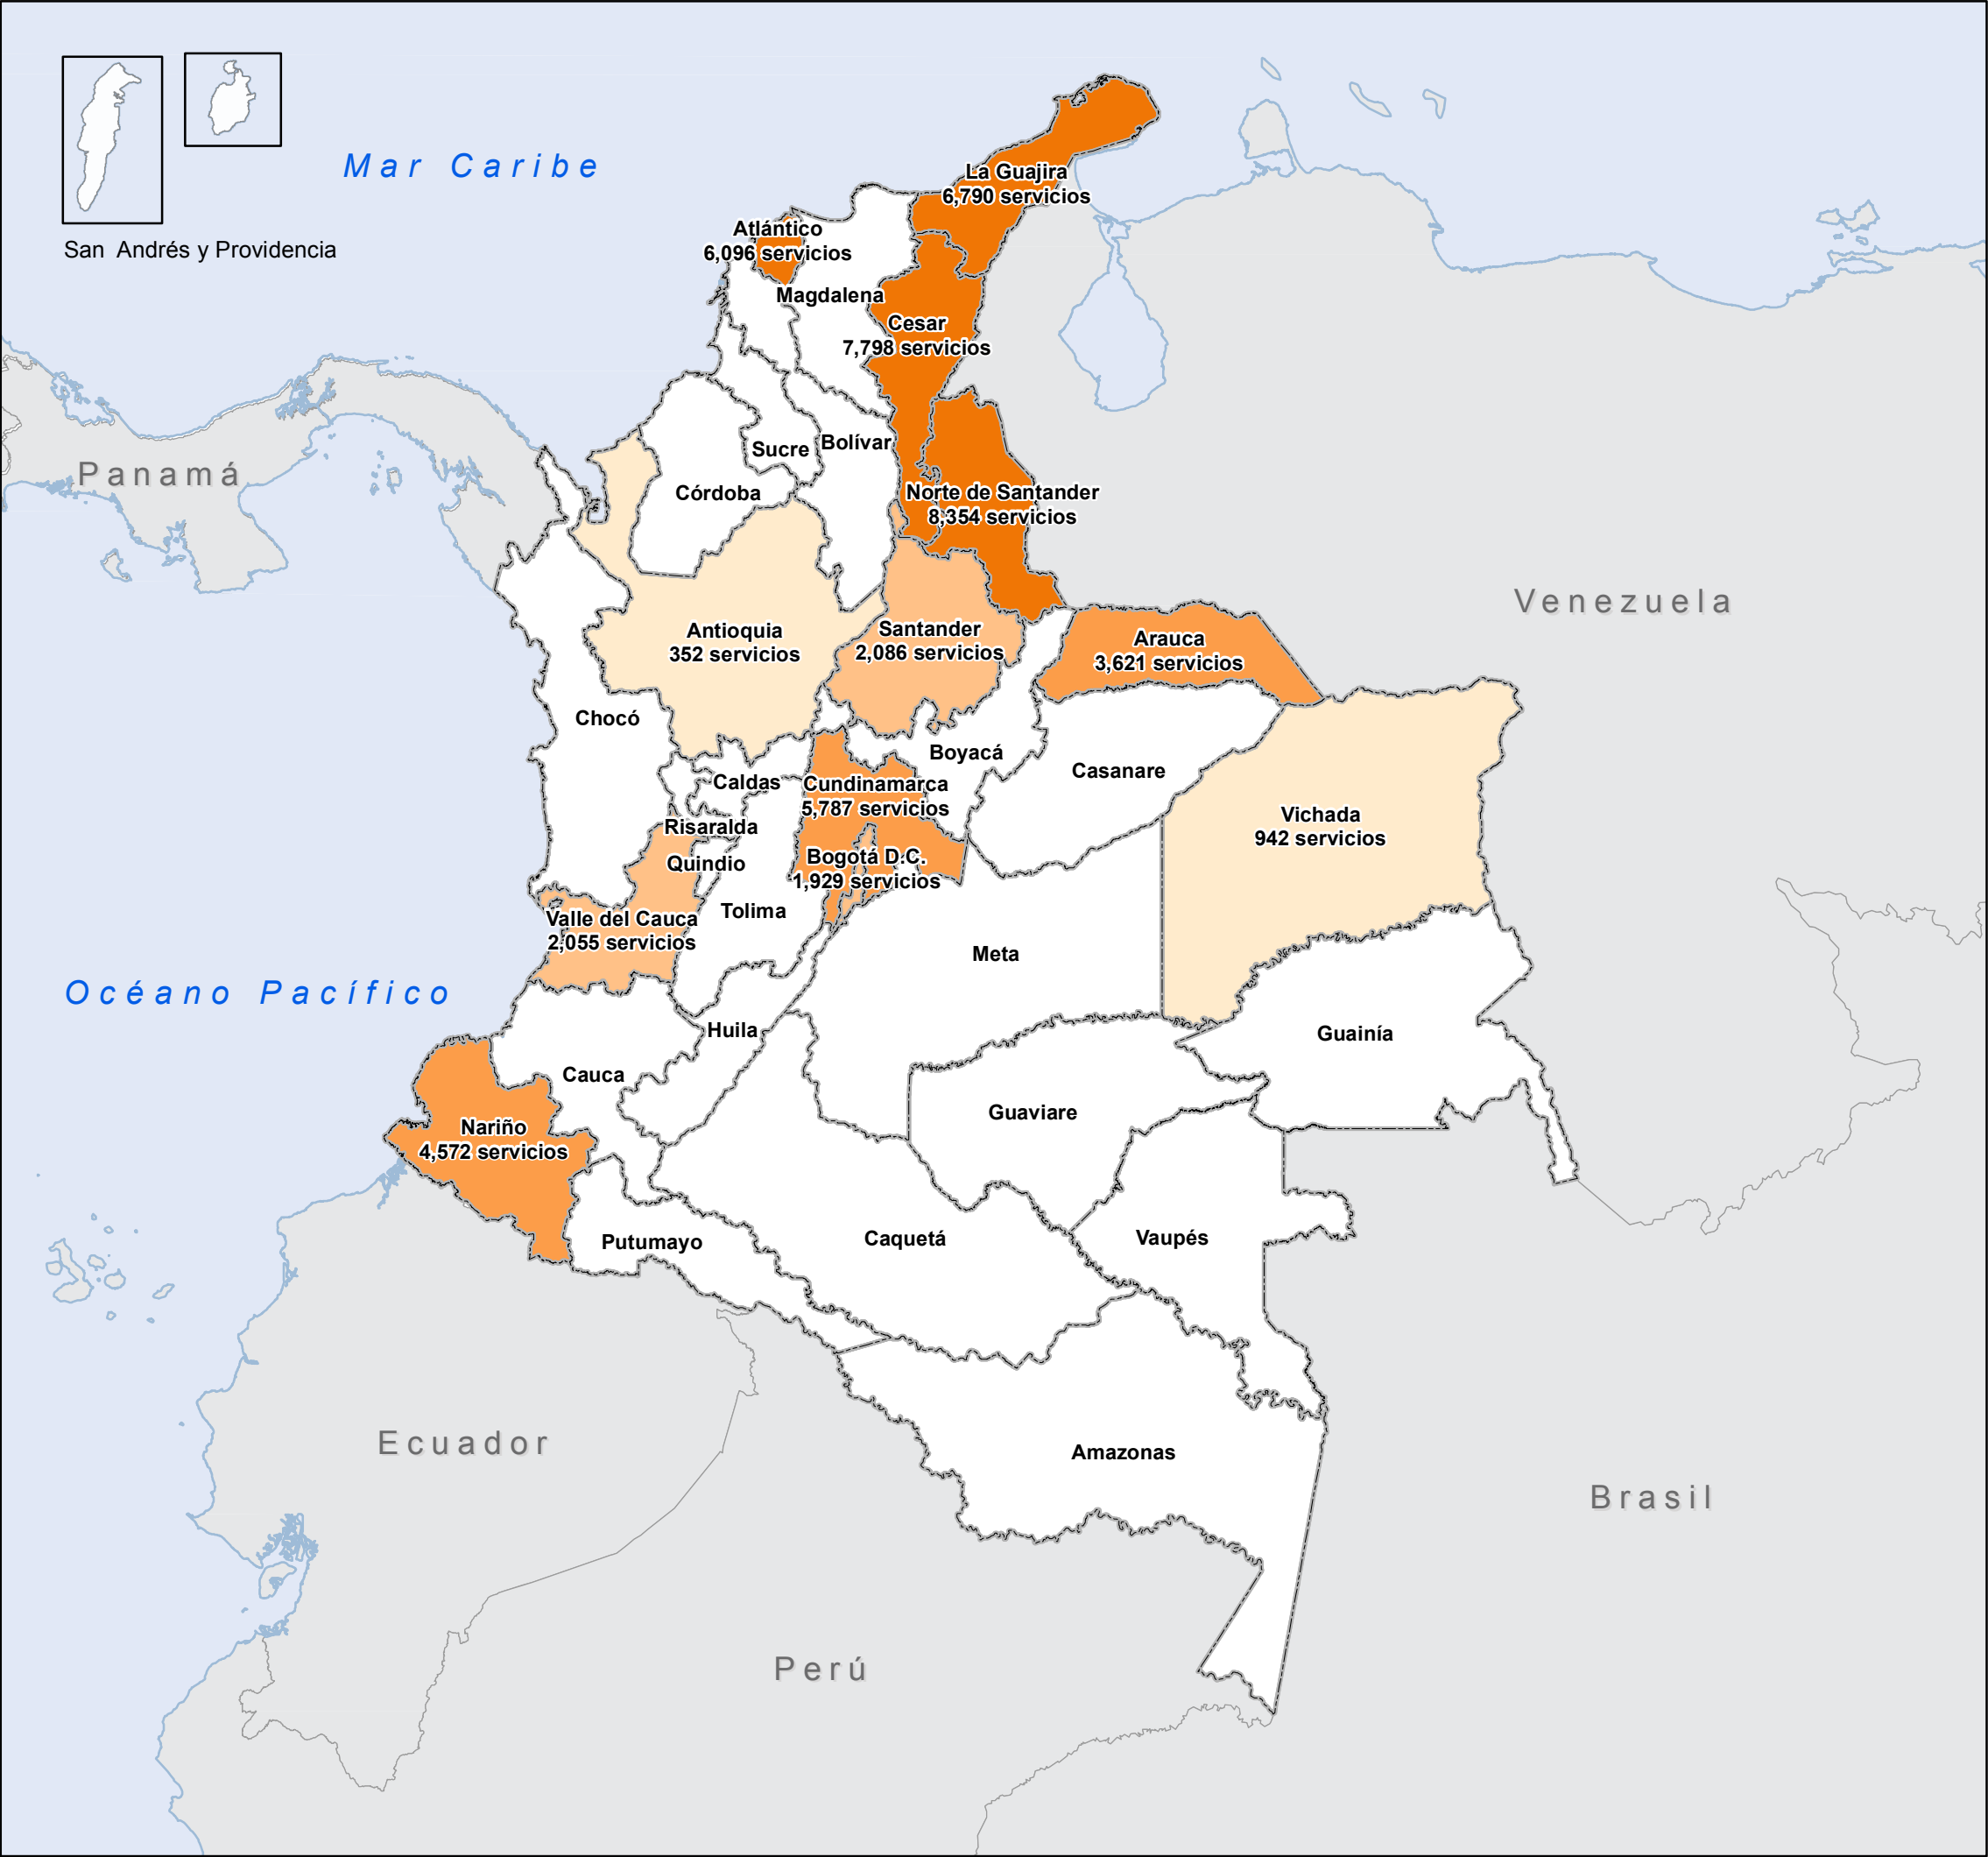 Mar Caribe
San Andrés y Providencia
La Guajira
6,790 servicios
Atlántico
6,096 servicios
Magdalena
Cesar
7,798 servicios
Sucre
Bolívar
Panamá
Córdoba
Norte de Santander
8,354 servicios
Venezuela
Antioquia
352 servicios
Santander
2,086 servicios
Arauca
3,621 servicios
Chocó
Boyacá
Casanare
Caldas
Cundinamarca
5,787 servicios
Vichada
942 servicios
Risaralda
Quindio
Bogotá D.C.
1,929 servicios
Tolima
Valle del Cauca
2,055 servicios
Meta
Océano Pacífico
Huila
Guainía
Cauca
Guaviare
Nariño
4,572 servicios
Putumayo
Caquetá
Vaupés
Ecuador
Amazonas
Brasil
Perú